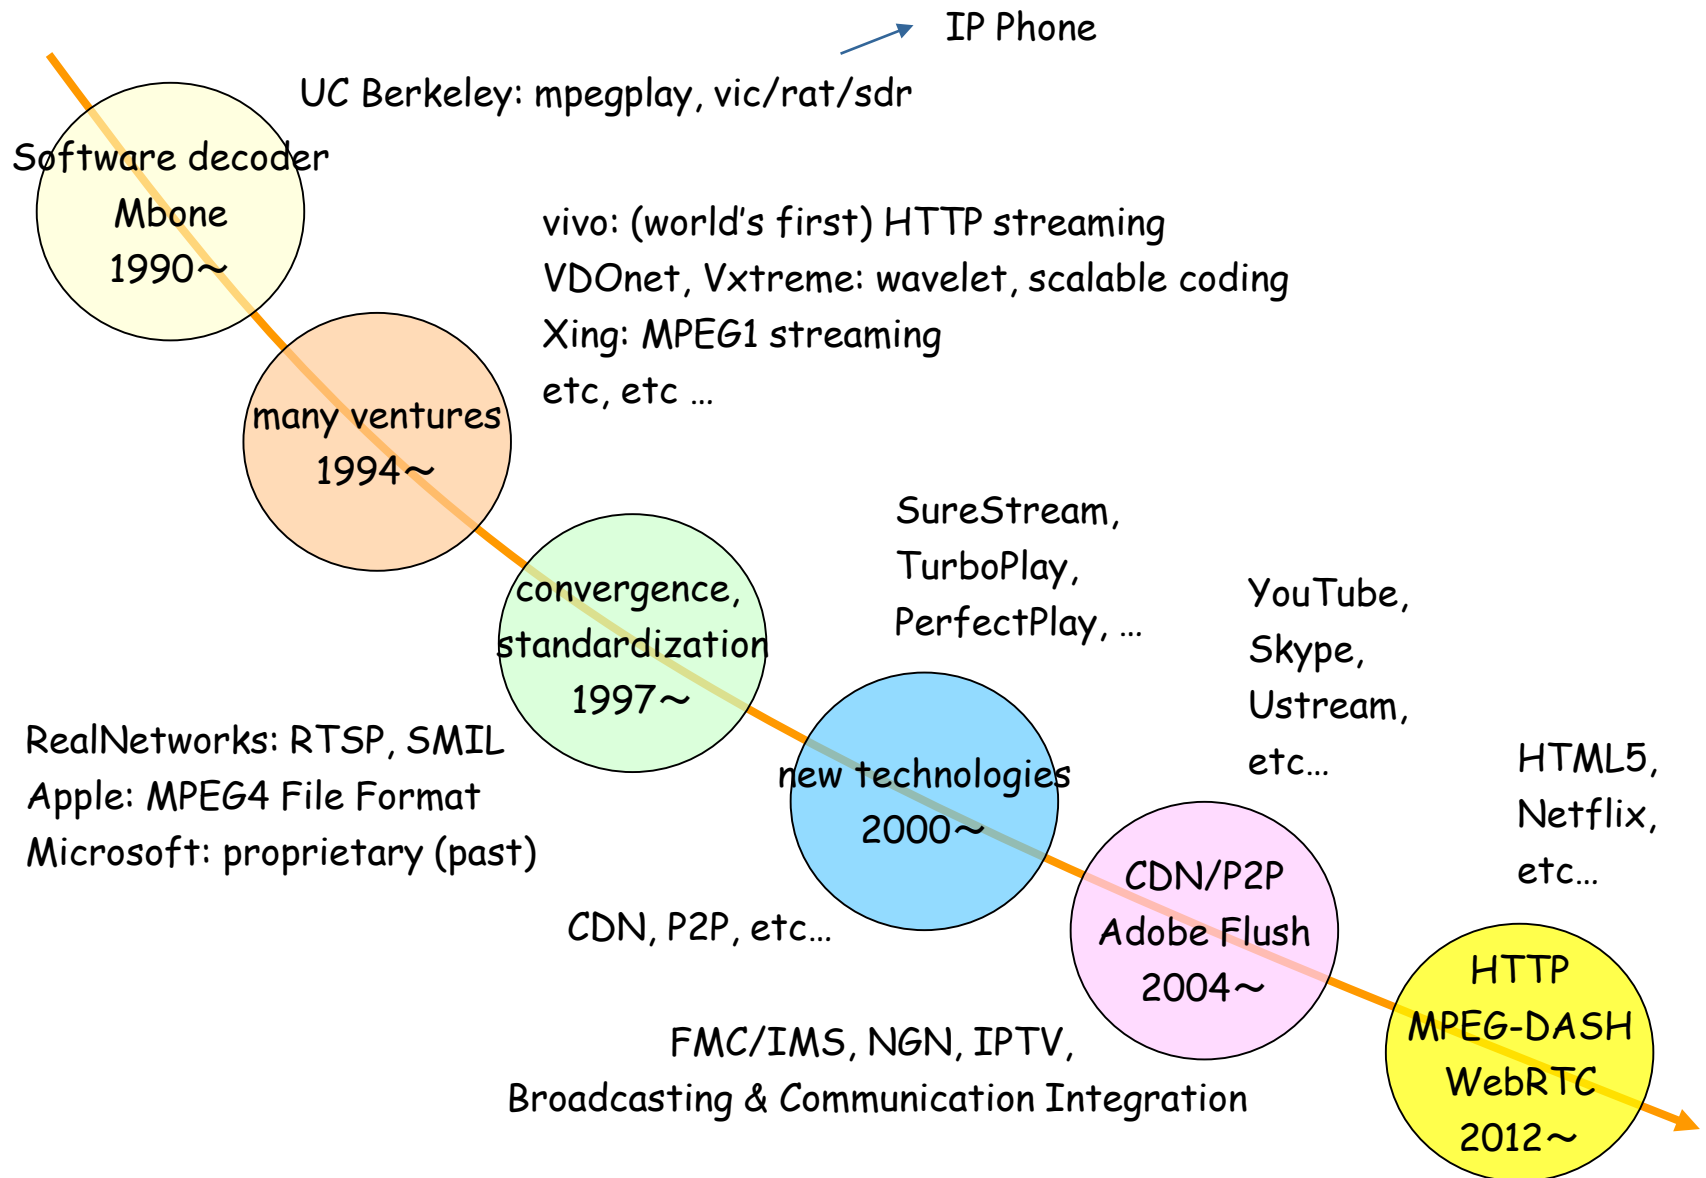 IP Phone
UC Berkeley: mpegplay, vic/rat/sdr
Software decoder
Mbone
1990～
vivo: (world's first) HTTP streaming
VDOnet, Vxtreme: wavelet, scalable coding
Xing: MPEG1 streaming
etc, etc …
many ventures
1994～
SureStream,
TurboPlay,
PerfectPlay, …
convergence,
standardization
1997～
YouTube,
Skype,
Ustream,
etc…
RealNetworks: RTSP, SMIL
Apple: MPEG4 File Format
Microsoft: proprietary (past)
new technologies
2000～
HTML5,
Netflix,
etc…
CDN, P2P, etc…
CDN/P2P
Adobe Flush
2004～
FMC/IMS, NGN, IPTV,
Broadcasting & Communication Integration
HTTP
MPEG-DASH
WebRTC
2012～